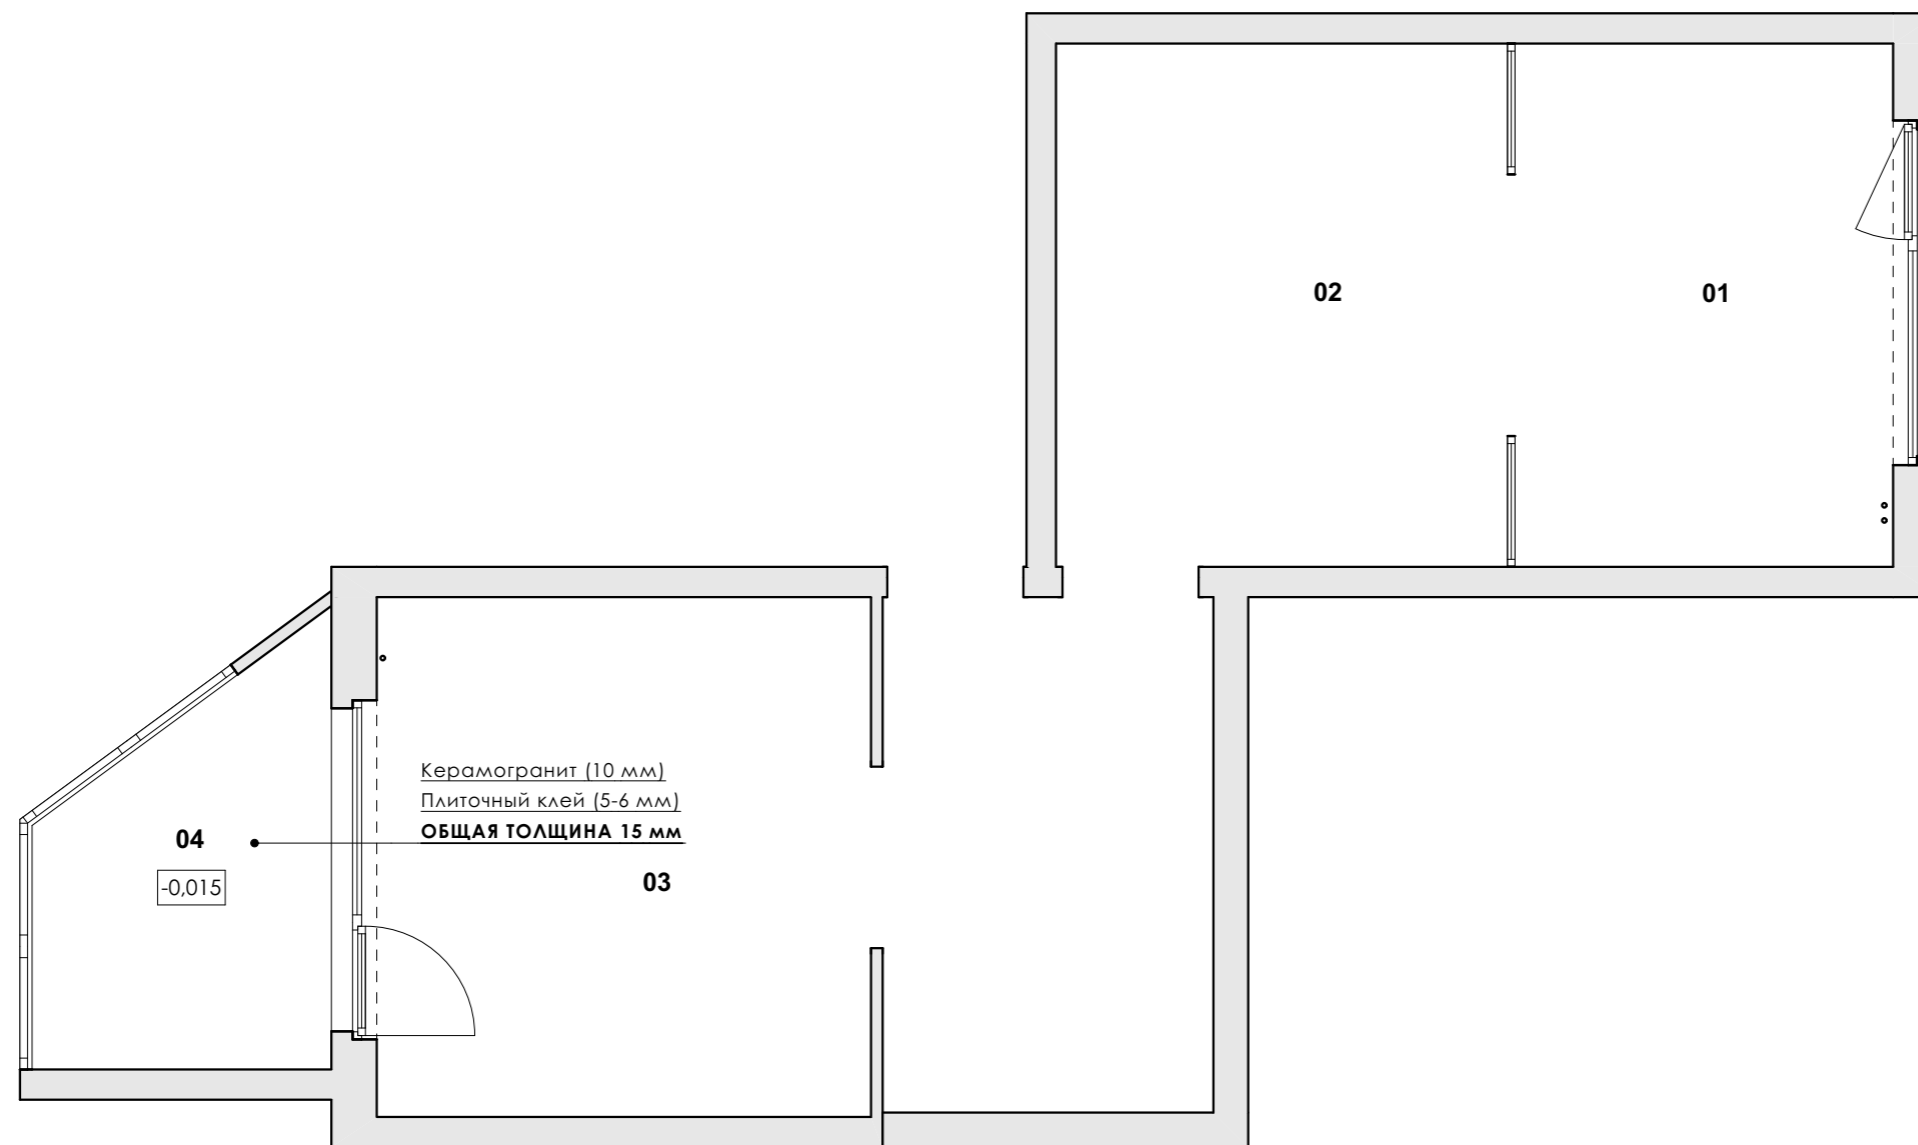 02
01
Керамогранит (10 мм)
Плиточный клей (5-6 мм)
ОБЩАЯ ТОЛЩИНА 15 мм
04
-0,015
03